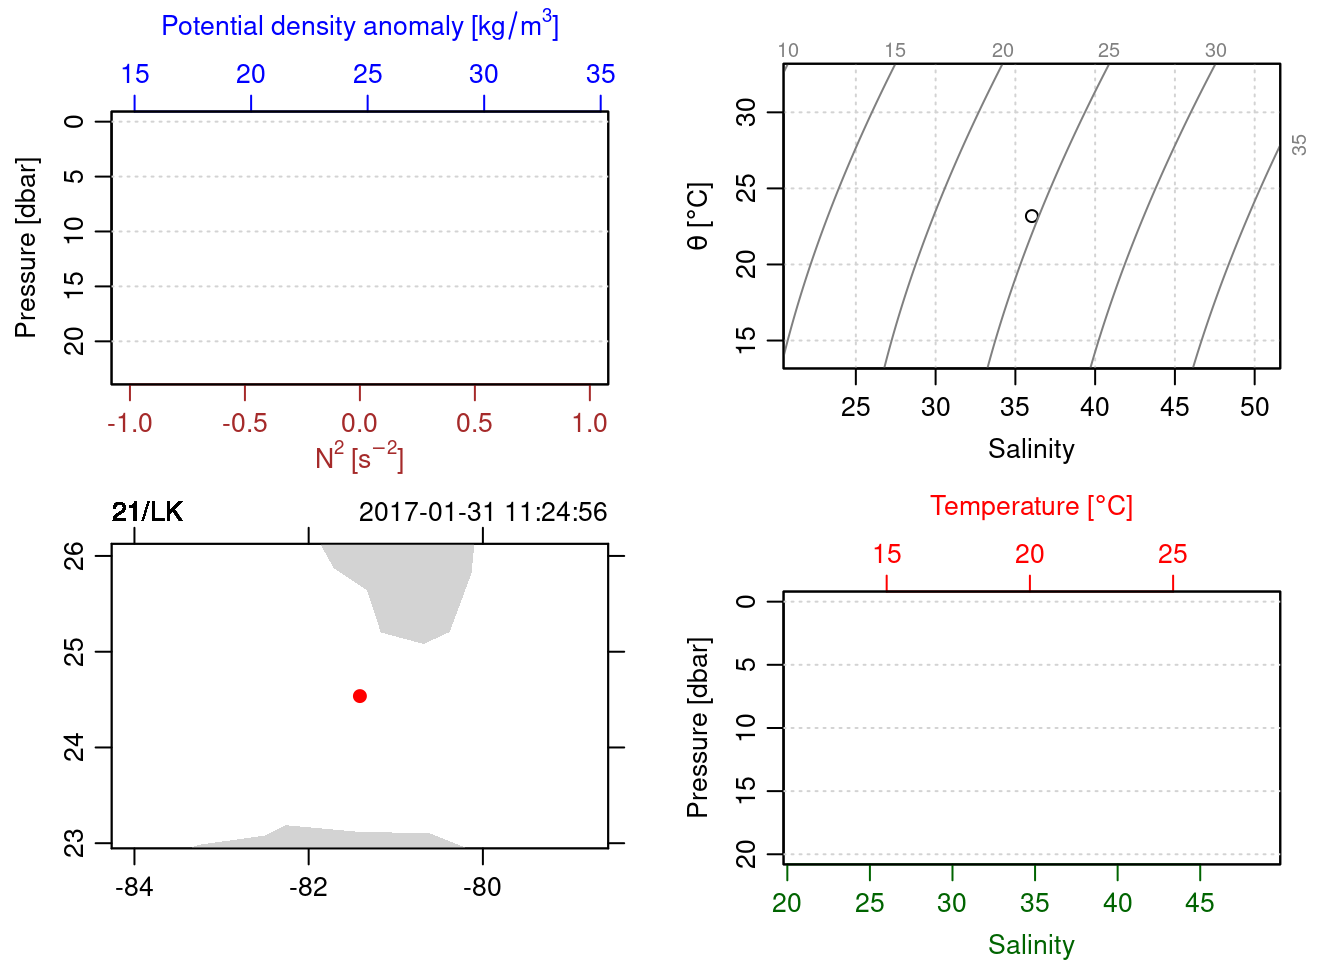 Potential density anomaly [kg/m3]
15 20 25 30 35
0
5
10
15
20
Pressure [dbar]
-1.0 -0.5 0.0 0.5 1.0
N2 [s−2]
10 15 20 25 30
35
30
25
20
15
θ [°C]
25 30 35 40 45 50
Salinity
21/LK 2017-01-31 11:24:56
26
25
24
23
-84 -82 -80
Temperature [°C]
15 20 25
0
5
10
15
20
Pressure [dbar]
20 25 30 35 40 45
Salinity